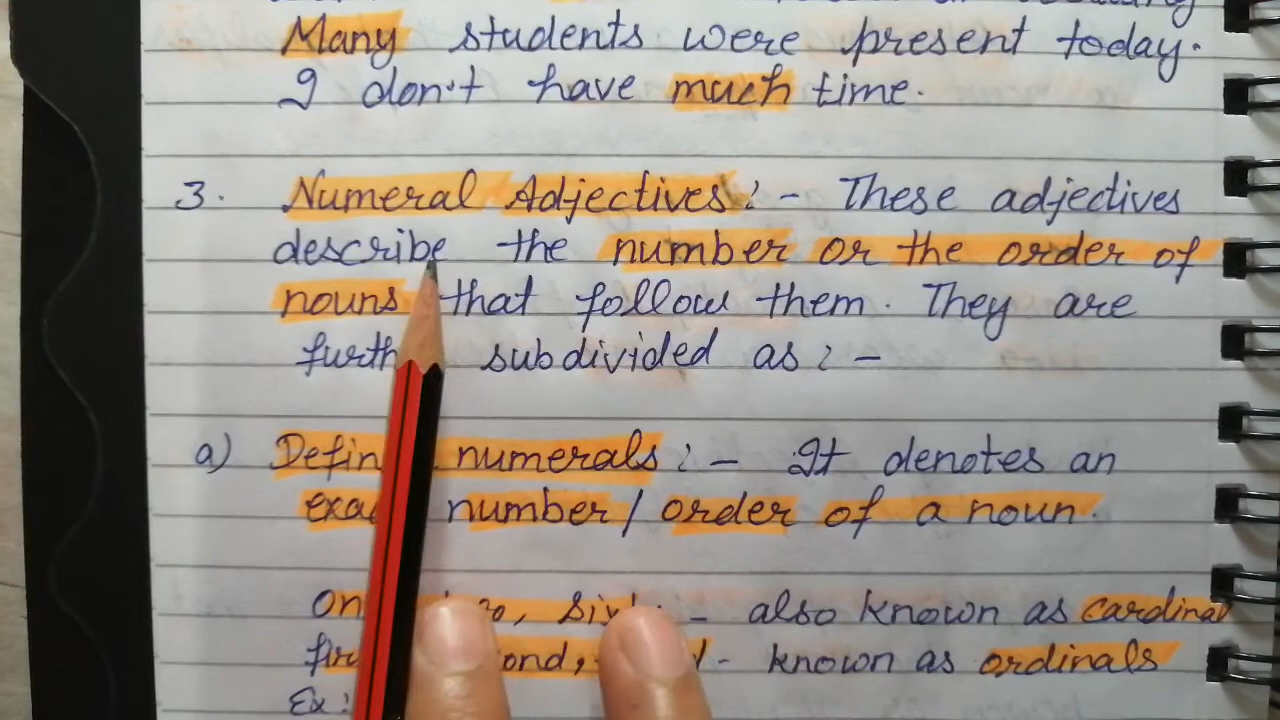 Many students were present today.
I don't have much time.
3. Numeral Adjectives :- These adjectives
describe the number or the order of
nouns that follow them. They are
subdivided as :-
a) numerals :- It denotes an
number / order of a noun.
- also known as cardinal
- known as ordinals
Ex :